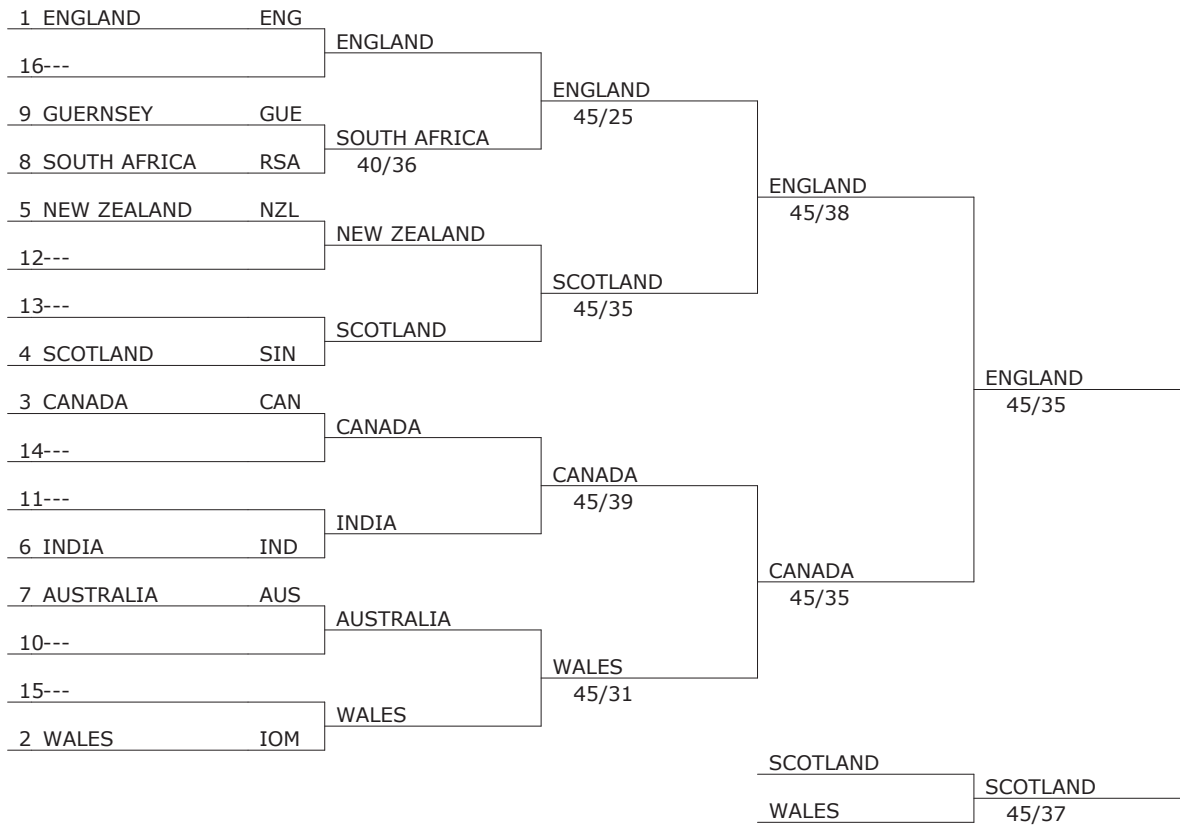 1 ENGLAND ENG
16---
9 GUERNSEY GUE
8 SOUTH AFRICA RSA
5 NEW ZEALAND NZL
12---
13---
4 SCOTLAND SIN
3 CANADA CAN
14---
11---
6 INDIA IND
7 AUSTRALIA AUS
10---
15---
2 WALES IOM
ENGLAND
SOUTH AFRICA
40/36
NEW ZEALAND
SCOTLAND
CANADA
INDIA
AUSTRALIA
WALES
ENGLAND
45/25
SCOTLAND
45/35
CANADA
45/39
WALES
45/31
ENGLAND
45/38
CANADA
45/35
ENGLAND
45/35
SCOTLAND
WALES
SCOTLAND
45/37